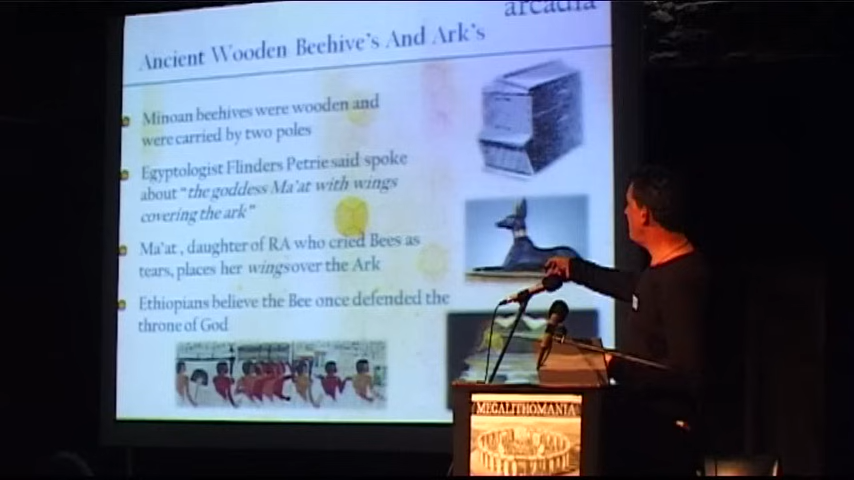 arcadia
Ancient Wooden Beehive's And Ark's
Minoan beehives were wooden and
were carried by two poles
Egyptologist Flinders Petrie said spoke
about "the goddess Ma'at with wings
covering the ark"
Ma'at , daughter of RA who cried Bees as
tears, places her wingsover the Ark
Ethiopians believe the Bee once defended the
throne of God
MEGALITHOMANIA